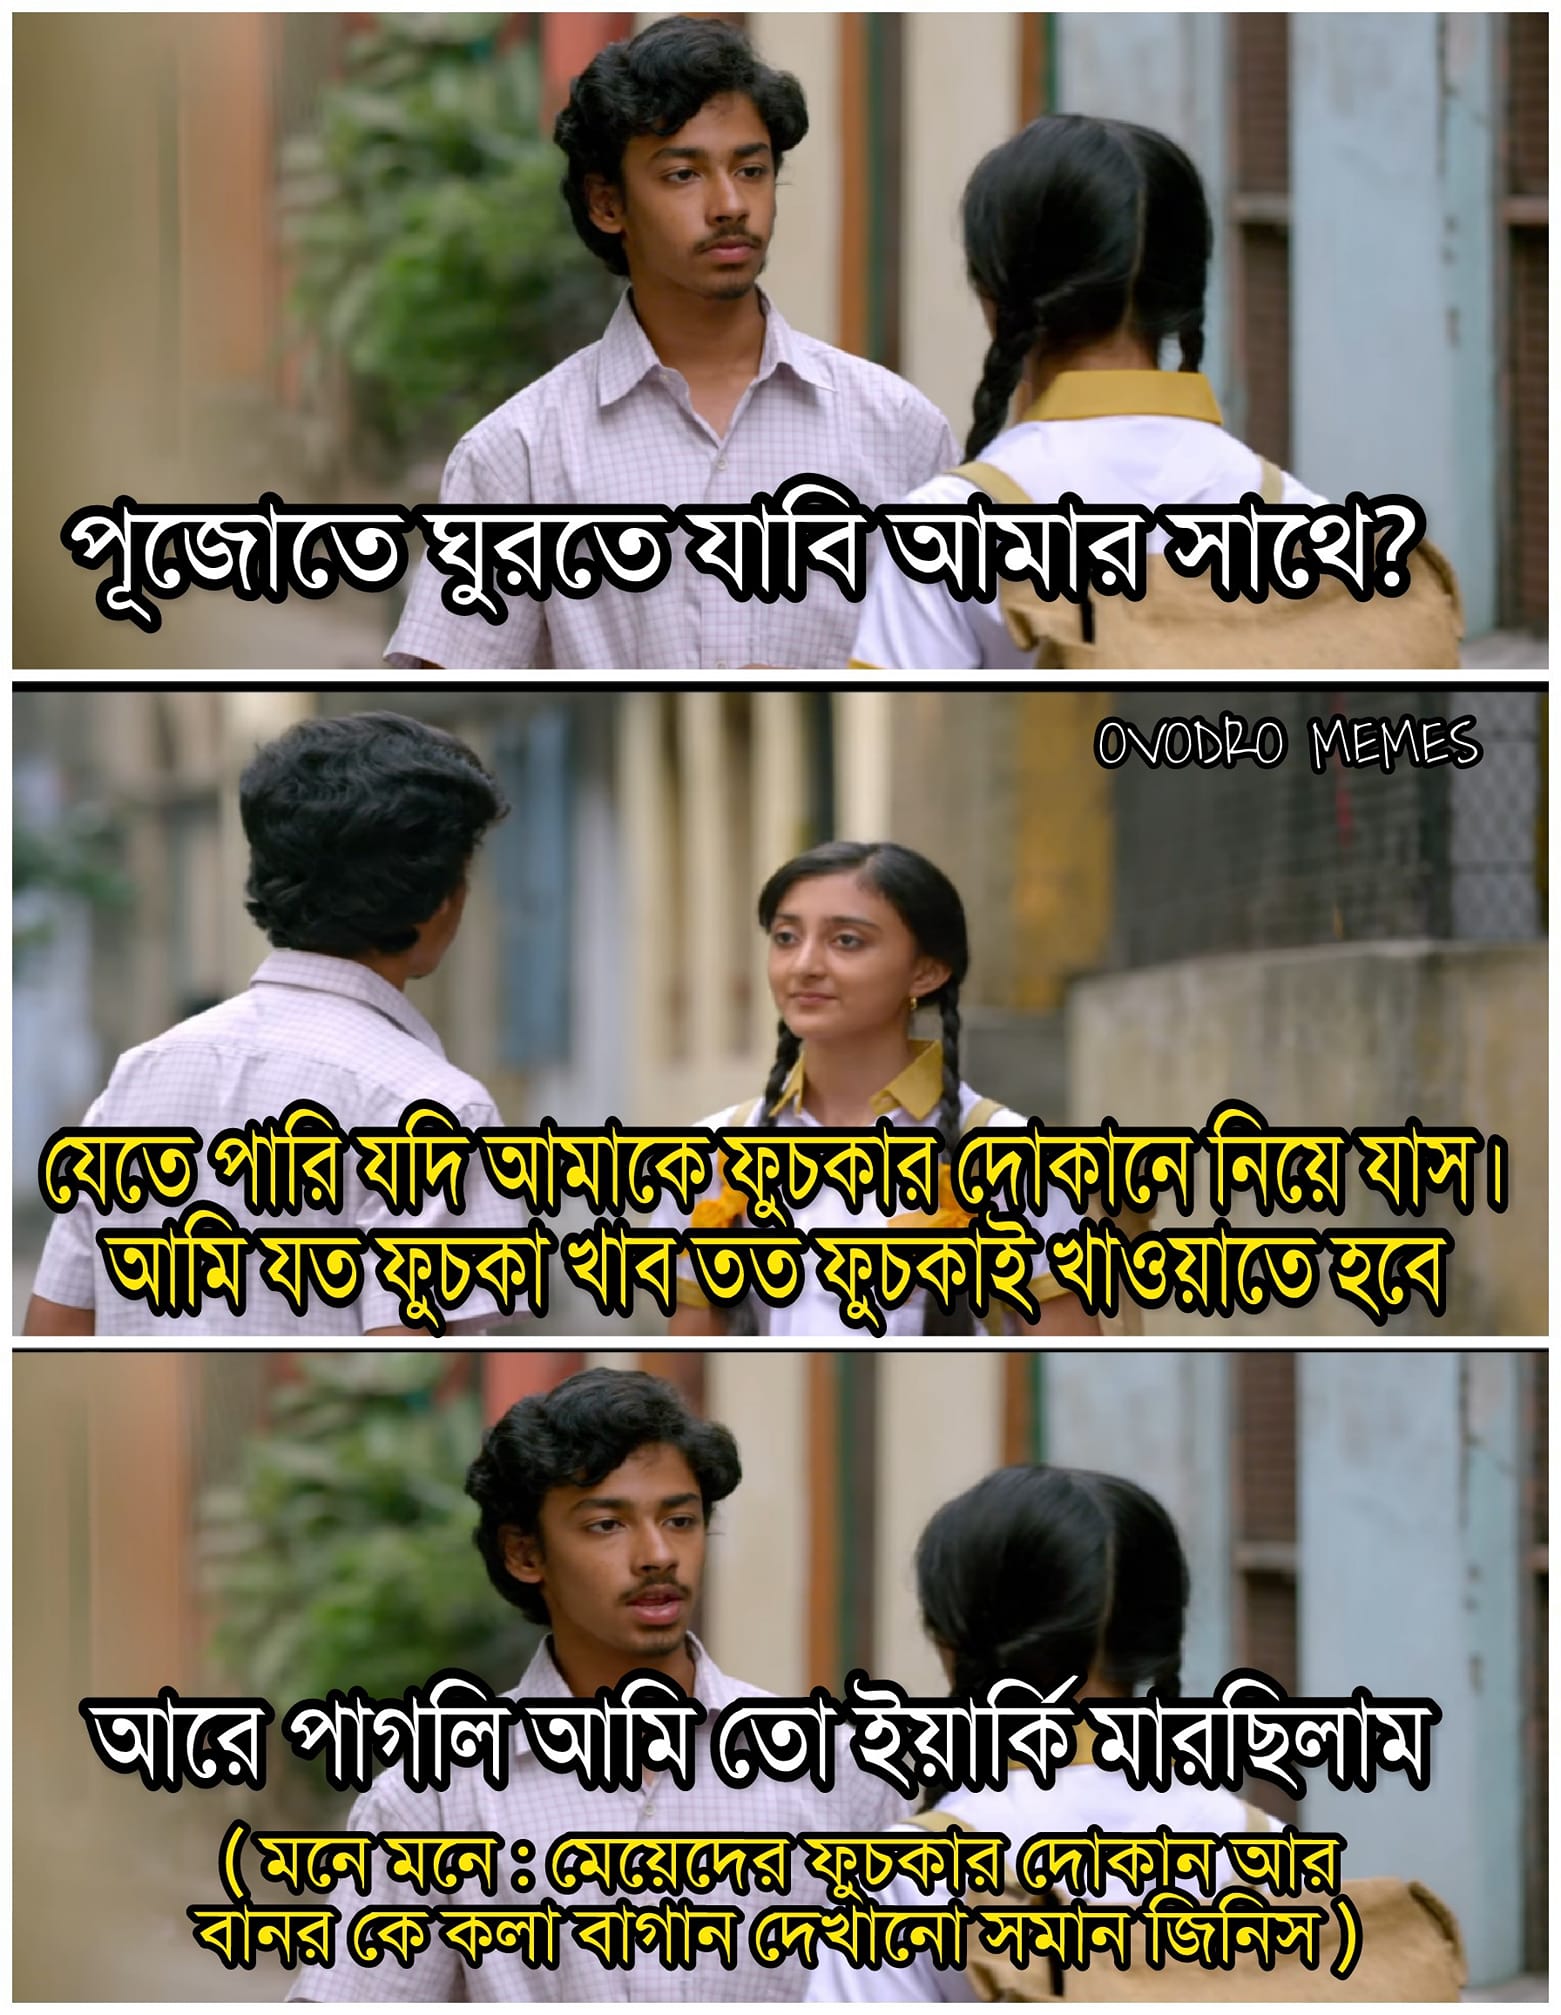 পূজোতে ঘুরতে যাবি আমার সাথে?
OVODRO MEMES
যেতে পারি যদি আমাকে ফুচকার দোকানে নিয়ে যাস।
আমি যত ফুচকা খাব তত ফুচকাই খাওয়াতে হবে
আরে পাগলি আমি তো ইয়ার্কি মারছিলাম
( মনে মনে : মেয়েদের ফুচকার দোকান আর
বানর কে কলা বাগান দেখানো সমান জিনিস )